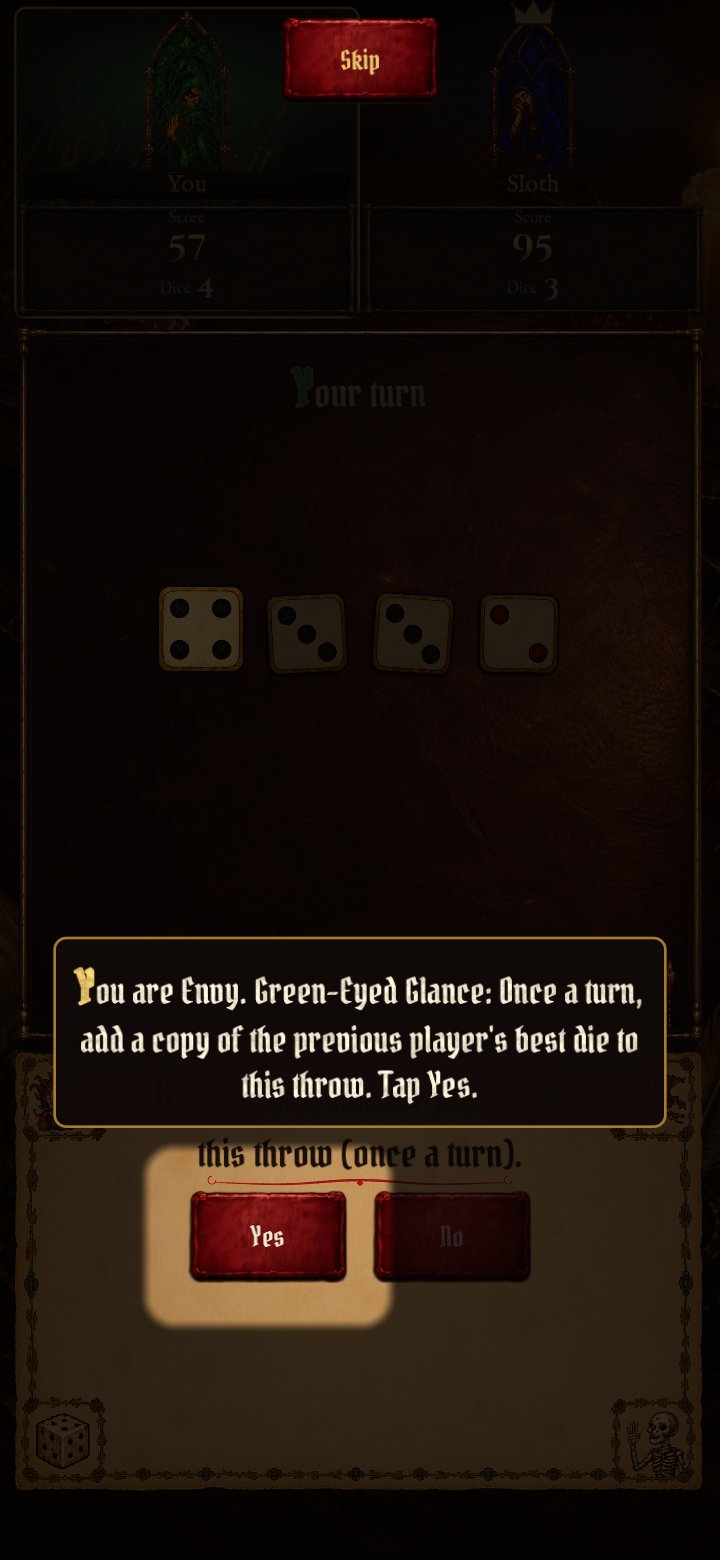 Skip
You
Sloth
Score
Score
57
95
Dice 4
Dice 3
Your turn
You are Envy. Green-Eyed Glance: Once a turn,
add a copy of the previous player's best die to
this throw. Tap Yes.
this throw (once a turn).
Yes
No